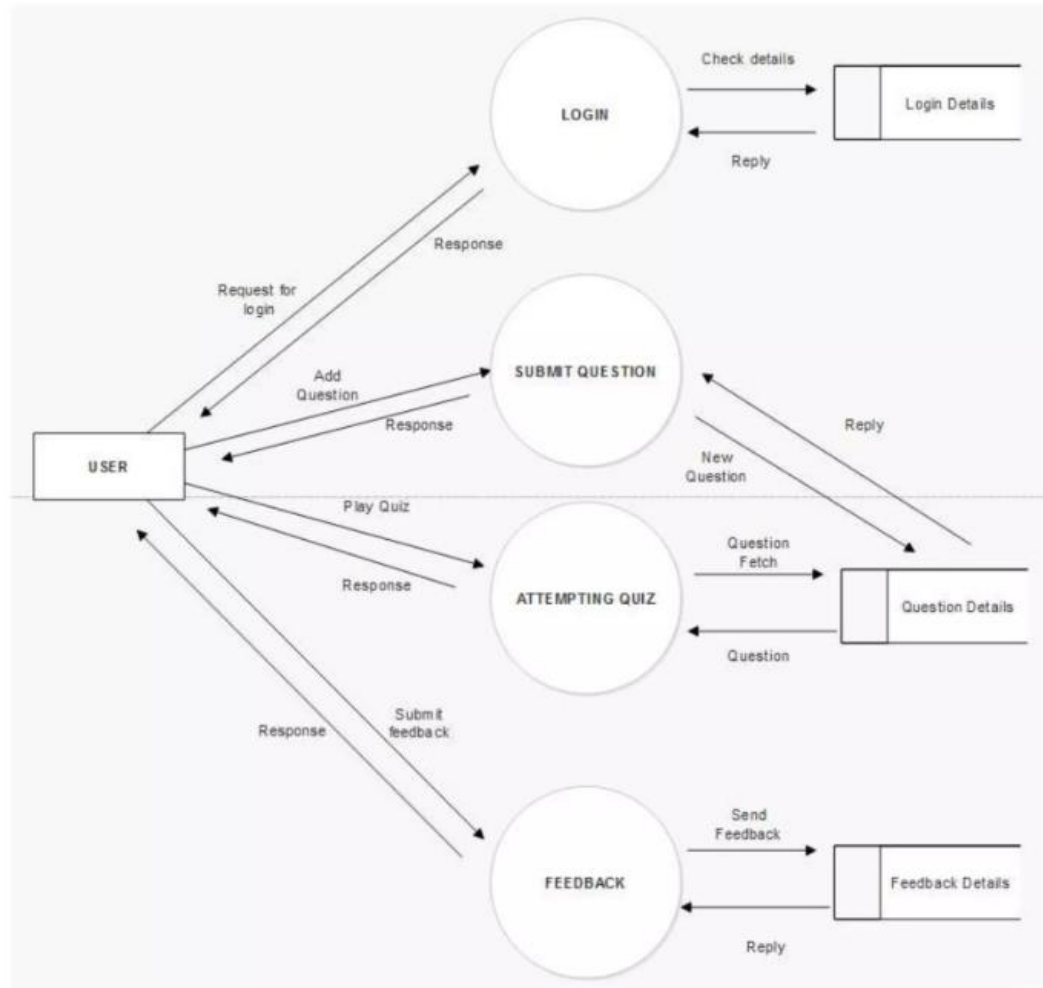 Check details
LOGIN
Login Details
Reply
Response
Request for
login
SUBMIT QUESTION
Add
Question
Response
Reply
USER
New
Question
Play Quiz
Question
Fetch
Response
ATTEMPTING QUIZ
Question Details
Question
Submit
feedback
Response
Send
Feedback
FEEDBACK
Feedback Details
Reply